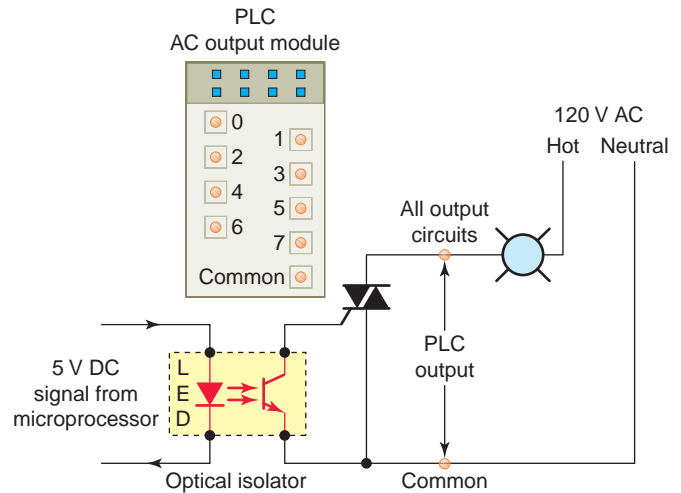 PLC
AC output module
0
1
2
3
4
5
6
7
Common
120 V AC
Hot Neutral
All output
circuits
PLC
output
5 V DC
signal from
microprocessor
L
E
D
Optical isolator
Common